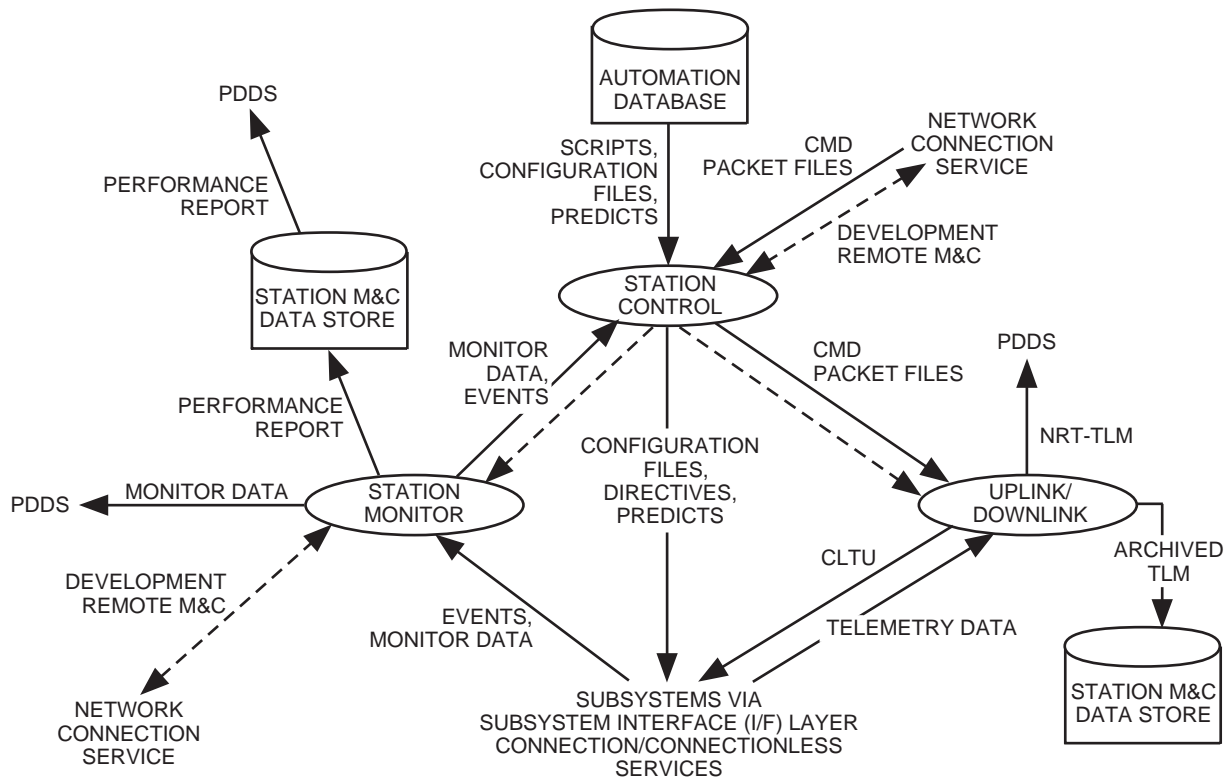 AUTOMATION
DATABASE
PDDS
SCRIPTS,
CONFIGURATION
FILES,
PREDICTS
CMD
PACKET FILES
NETWORK
CONNECTION
SERVICE
PERFORMANCE
REPORT
DEVELOPMENT
REMOTE M&C
STATION M&C
DATA STORE
STATION
CONTROL
MONITOR
DATA,
EVENTS
CMD
PACKET FILES
PDDS
PERFORMANCE
REPORT
NRT-TLM
CONFIGURATION
FILES,
DIRECTIVES,
PREDICTS
PDDS
MONITOR DATA
STATION
MONITOR
UPLINK/
DOWNLINK
ARCHIVED
TLM
CLTU
DEVELOPMENT
REMOTE M&C
EVENTS,
MONITOR DATA
TELEMETRY DATA
STATION M&C
DATA STORE
NETWORK
CONNECTION
SERVICE
SUBSYSTEMS VIA
SUBSYSTEM INTERFACE (I/F) LAYER
CONNECTION/CONNECTIONLESS
SERVICES